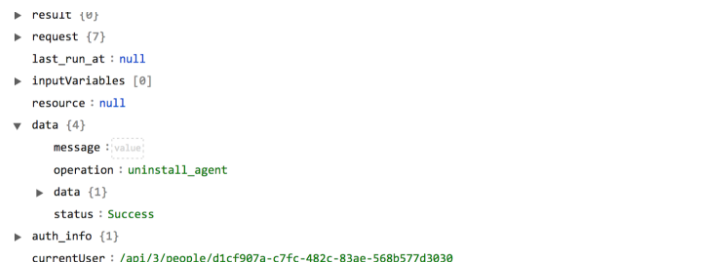 result {0}
request {7}
last_run_at : null
inputVariables [0]
resource : null
data {4}
message : value
operation : uninstall_agent
data {1}
status : Success
auth_info {1}
currentUser : /api/3/people/d1cf907a-c7fc-482c-83ae-568b577d3030